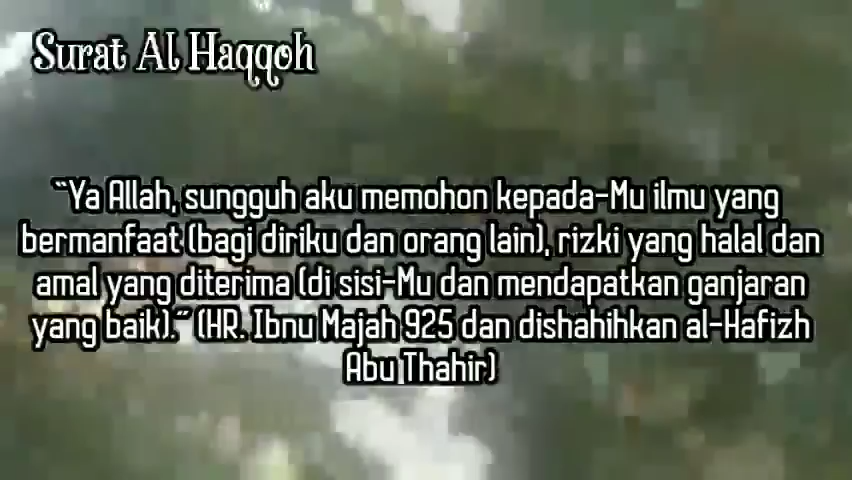 Surat Al Haqqoh
"Ya Allah, sungguh aku memohon kepada-Mu ilmu yang
bermanfaat (bagi diriku dan orang lain), rizki yang halal dan
amal yang diterima (di sisi-Mu dan mendapatkan ganjaran
yang baik)." (HR. Ibnu Majah 925 dan dishahihkan al-Hafizh
Abu Thahir)